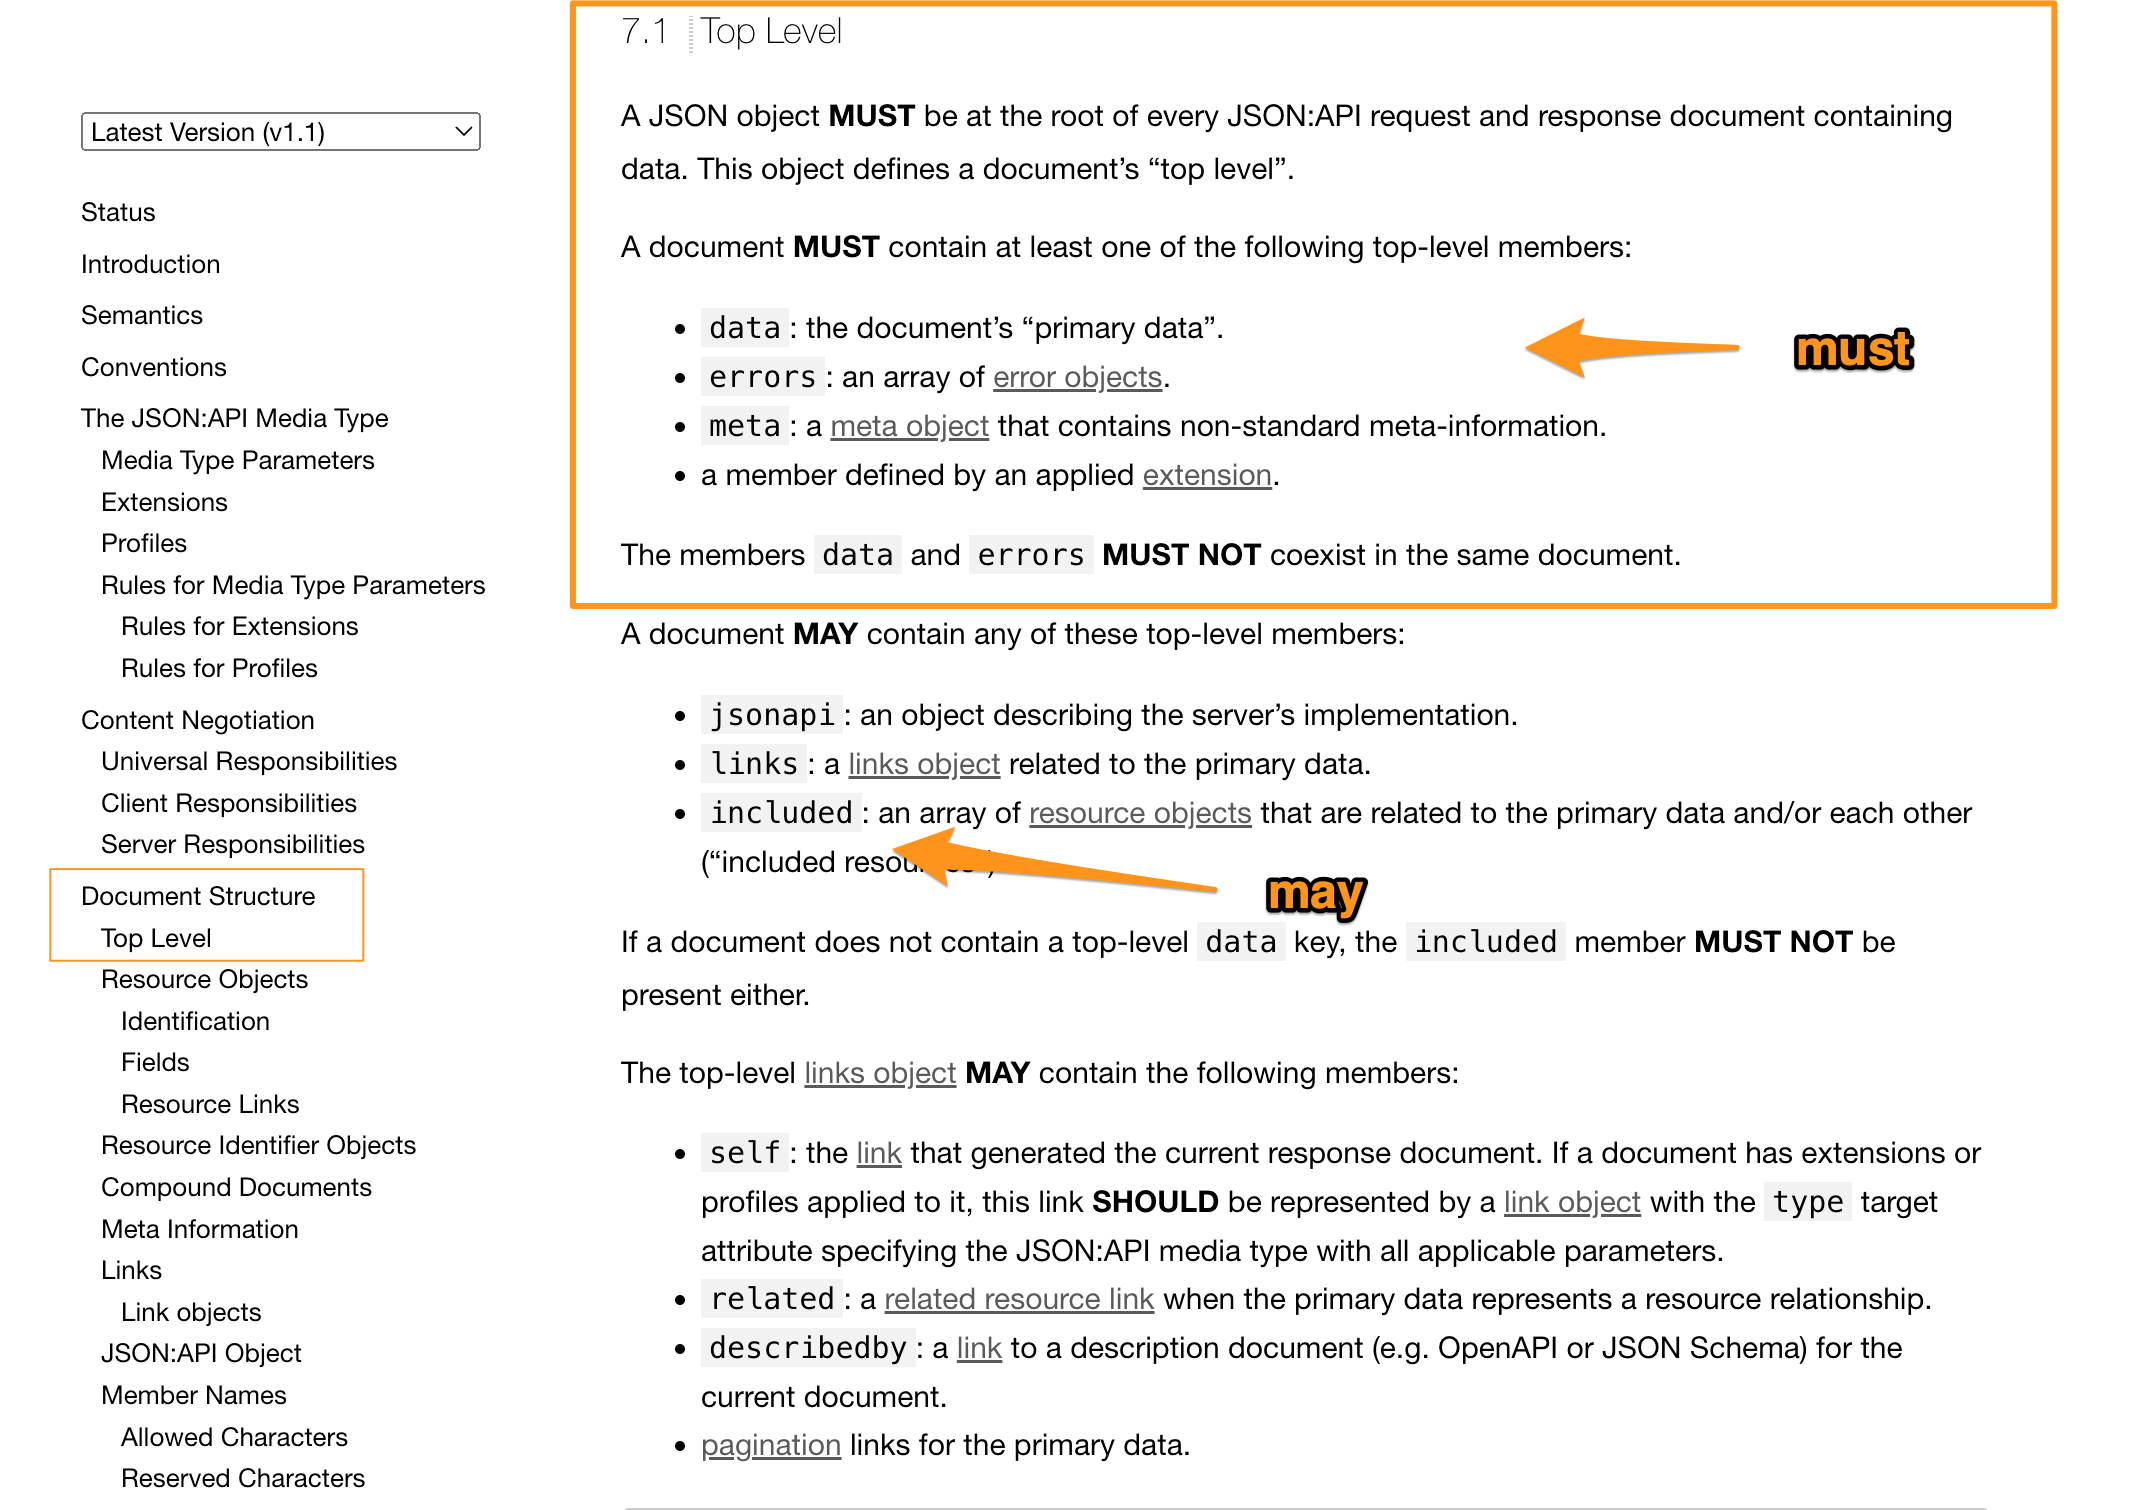 Latest Version (v1.1)
Status
Introduction
Semantics
Conventions
The JSON:API Media Type
Media Type Parameters
Extensions
Profiles
Rules for Media Type Parameters
Rules for Extensions
Rules for Profiles
Content Negotiation
Universal Responsibilities
Client Responsibilities
Server Responsibilities
Document Structure
Top Level
Resource Objects
Identification
Fields
Resource Links
Resource Identifier Objects
Compound Documents
Meta Information
Links
Link objects
JSON:API Object
Member Names
Allowed Characters
Reserved Characters
7.1 Top Level
A JSON object MUST be at the root of every JSON:API request and response document containing
data. This object defines a document’s “top level”.
A document MUST contain at least one of the following top-level members:
• data: the document’s “primary data”.
• errors: an array of error objects.
• meta: a meta object that contains non-standard meta-information.
• a member defined by an applied extension.
must
The members data and errors MUST NOT coexist in the same document.
A document MAY contain any of these top-level members:
• jsonapi: an object describing the server’s implementation.
• links: a links object related to the primary data.
• included: an array of resource objects that are related to the primary data and/or each other
(“included
may
If a document does not contain a top-level data key, the included member MUST NOT be
present either.
The top-level links object MAY contain the following members:
• self: the link that generated the current response document. If a document has extensions or
profiles applied to it, this link SHOULD be represented by a link object with the type target
attribute specifying the JSON:API media type with all applicable parameters.
• related: a related resource link when the primary data represents a resource relationship.
• describedby: a link to a description document (e.g. OpenAPI or JSON Schema) for the
current document.
• pagination links for the primary data.